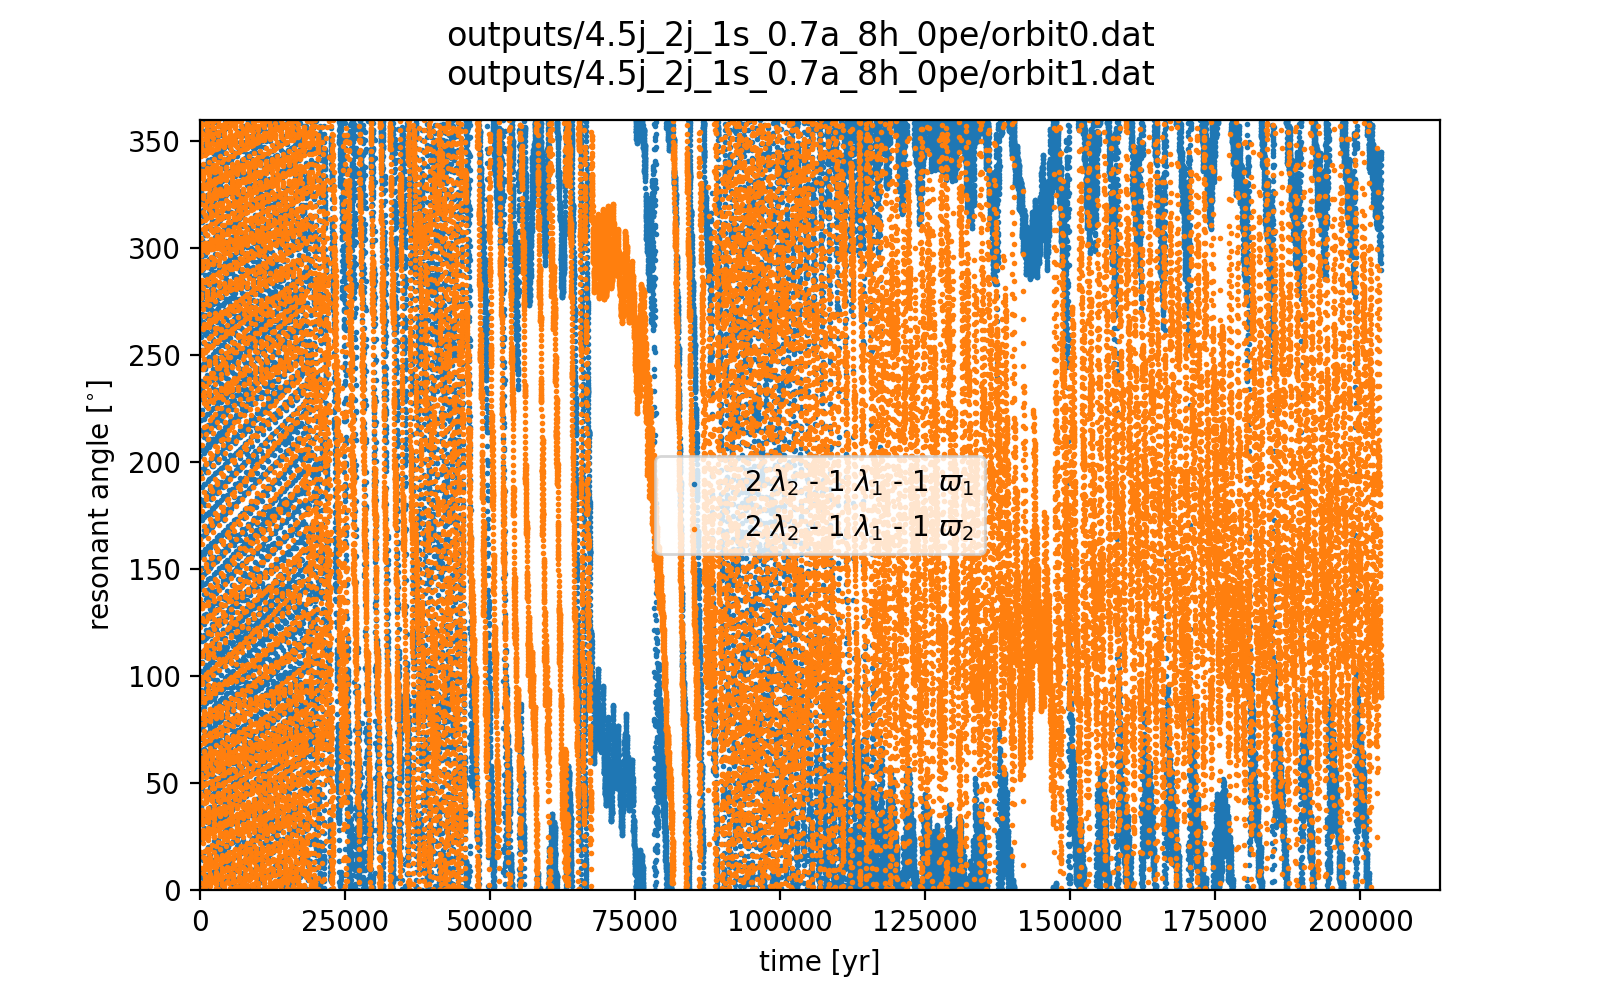 outputs/4.5j_2j_1s_0.7a_8h_0pe/orbit0.dat
outputs/4.5j_2j_1s_0.7a_8h_0pe/orbit1.dat
350
300
250
200
150
100
50
0
resonant angle [°]
2 λ₂ - 1 λ₁ - 1 ϖ₁
2 λ₂ - 1 λ₁ - 1 ϖ₂
0 25000 50000 75000 100000 125000 150000 175000 200000
time [yr]